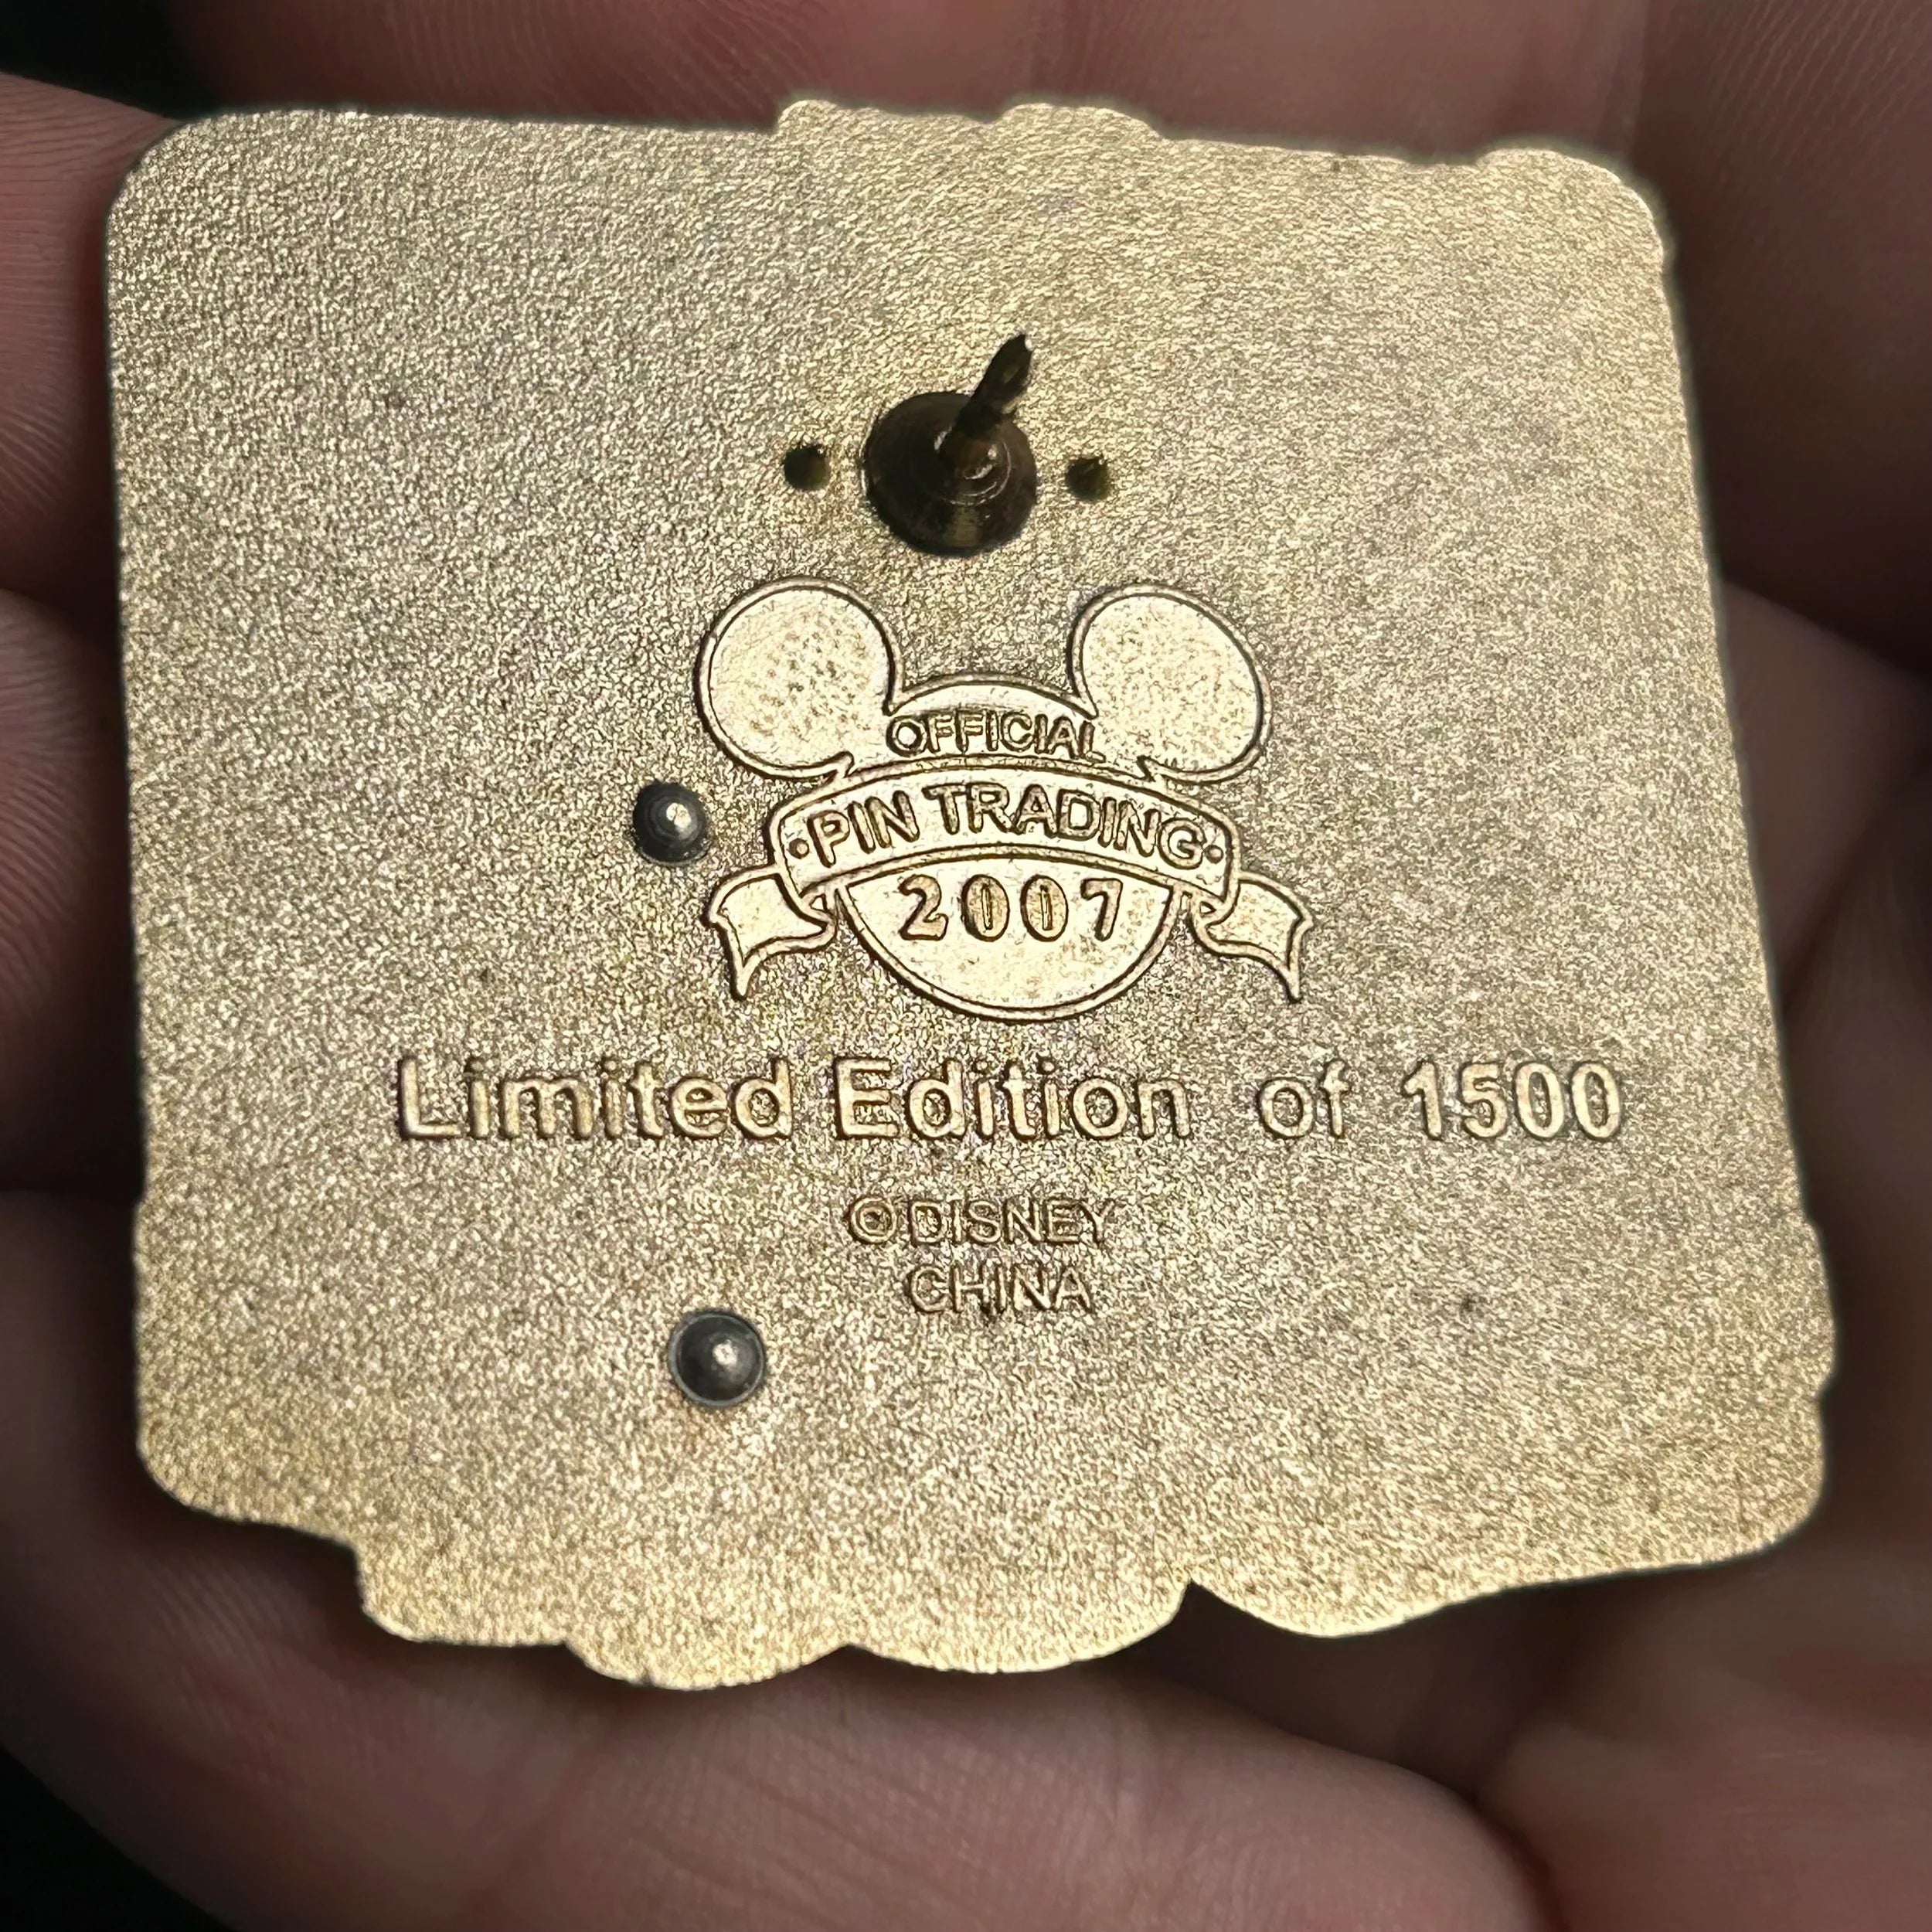 OFFICIAL
•PIN TRADING•
2007
Limited Edition of 1500
©DISNEY
CHINA